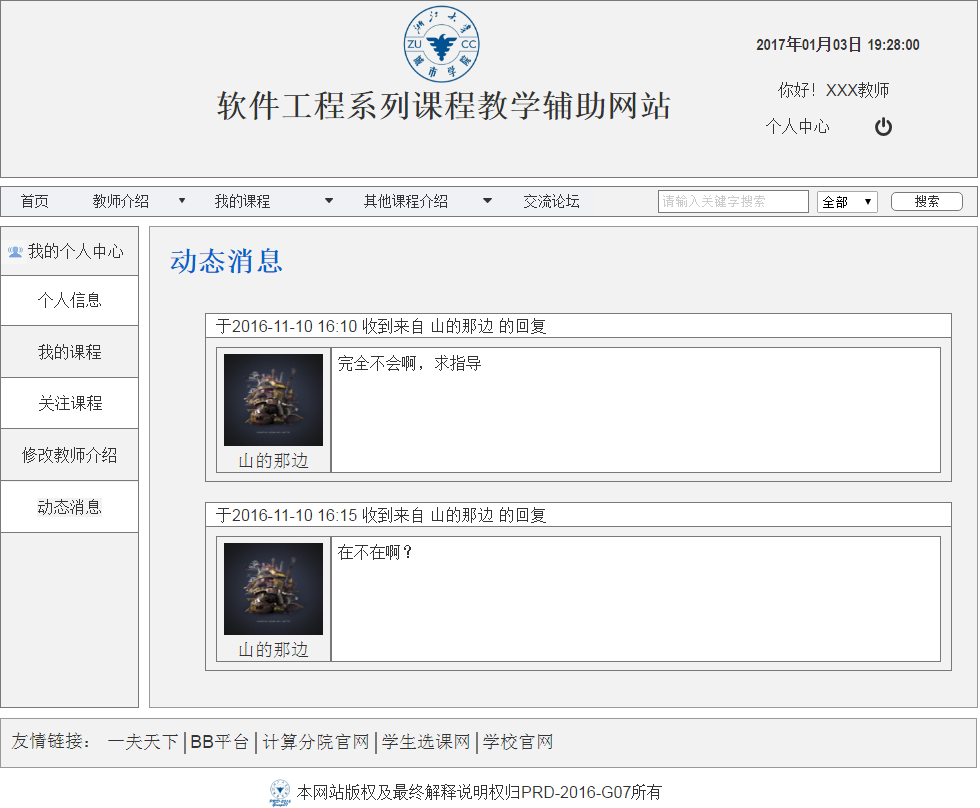 浙江大学
ZU CC
城市学院
软件工程系列课程教学辅助网站
2017年01月03日 19:28:00
你好！XXX教师
个人中心
首页 教师介绍 ▼ 我的课程 ▼ 其他课程介绍 ▼ 交流论坛 请输入关键字搜索 全部 ▼ 搜索
我的个人中心
个人信息
我的课程
关注课程
修改教师介绍
动态消息
动态消息
于2016-11-10 16:10 收到来自 山的那边 的回复
完全不会啊，求指导
山的那边
于2016-11-10 16:15 收到来自 山的那边 的回复
在不在啊？
山的那边
友情链接： 一夫天下│BB平台│计算分院官网│学生选课网│学校官网
本网站版权及最终解释说明权归PRD-2016-G07所有